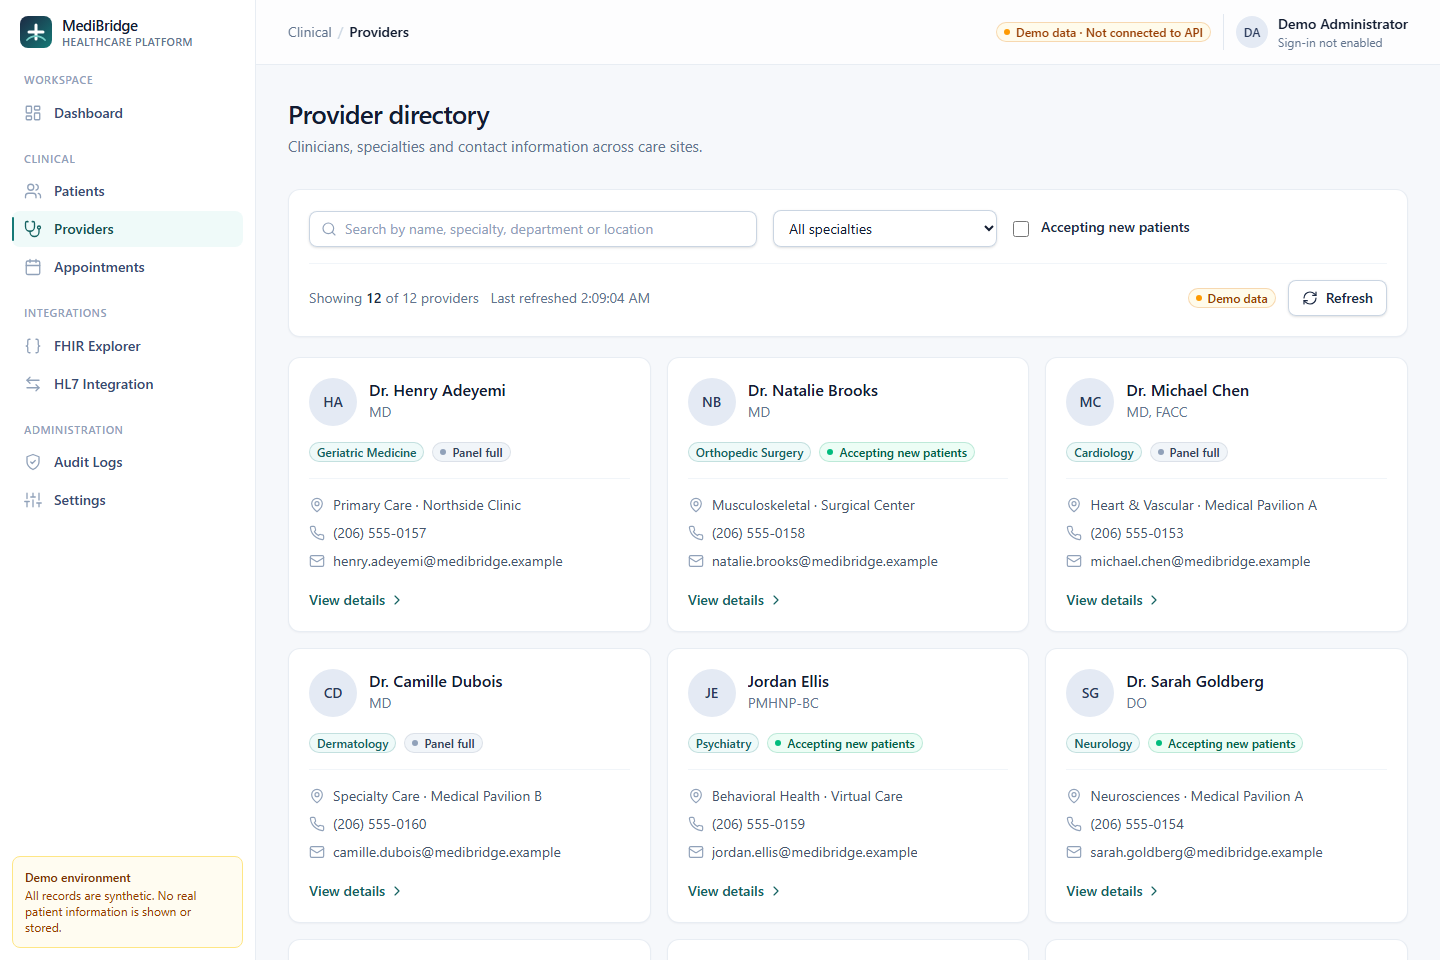 MediBridge
HEALTHCARE PLATFORM
WORKSPACE
Dashboard
CLINICAL
Patients
Providers
Appointments
INTEGRATIONS
FHIR Explorer
HL7 Integration
ADMINISTRATION
Audit Logs
Settings
Demo environment
All records are synthetic. No real
patient information is shown or
stored.
Clinical / Providers
Demo data · Not connected to API
DA
Demo Administrator
Sign-in not enabled
Provider directory
Clinicians, specialties and contact information across care sites.
Search by name, specialty, department or location
All specialties
Accepting new patients
Showing 12 of 12 providers Last refreshed 2:09:04 AM
Demo data
Refresh
HA
Dr. Henry Adeyemi
MD
Geriatric Medicine
Panel full
Primary Care · Northside Clinic
(206) 555-0157
henry.adeyemi@medibridge.example
View details
NB
Dr. Natalie Brooks
MD
Orthopedic Surgery
Accepting new patients
Musculoskeletal · Surgical Center
(206) 555-0158
natalie.brooks@medibridge.example
View details
MC
Dr. Michael Chen
MD, FACC
Cardiology
Panel full
Heart & Vascular · Medical Pavilion A
(206) 555-0153
michael.chen@medibridge.example
View details
CD
Dr. Camille Dubois
MD
Dermatology
Panel full
Specialty Care · Medical Pavilion B
(206) 555-0160
camille.dubois@medibridge.example
View details
JE
Jordan Ellis
PMHNP-BC
Psychiatry
Accepting new patients
Behavioral Health · Virtual Care
(206) 555-0159
jordan.ellis@medibridge.example
View details
SG
Dr. Sarah Goldberg
DO
Neurology
Accepting new patients
Neurosciences · Medical Pavilion A
(206) 555-0154
sarah.goldberg@medibridge.example
View details